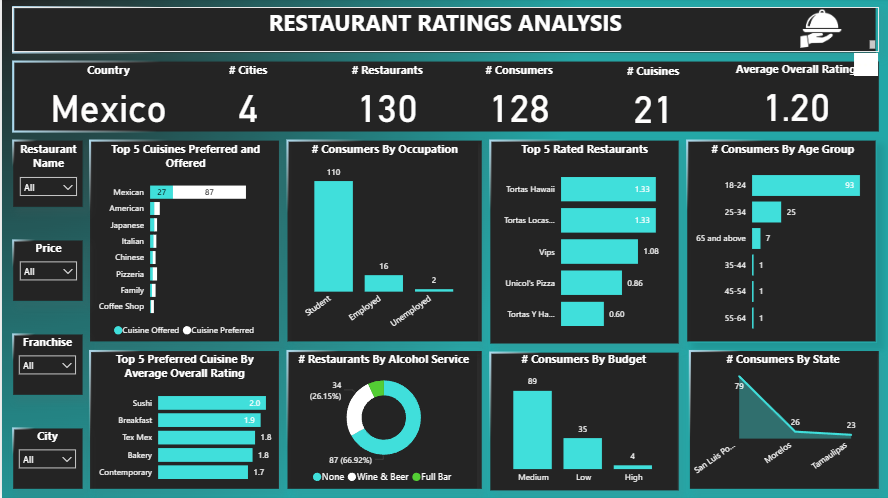 RESTAURANT RATINGS ANALYSIS
Country
# Cities
# Restaurants
# Consumers
# Cuisines
Average Overall Rating
Mexico
4
130
128
21
1.20
Restaurant
Name
All
Price
All
Franchise
All
City
All
Top 5 Cuisines Preferred and
Offered
Mexican
27
87
American
Japanese
Italian
Chinese
Pizzeria
Family
Coffee Shop
Cuisine Offered
Cuisine Preferred
# Consumers By Occupation
110
16
2
Student
Employed
Unemployed
Top 5 Rated Restaurants
Tortas Hawaii
1.33
Tortas Locas...
1.33
Vips
1.08
Unicol's Pizza
0.86
Tortas Y Ha...
0.60
# Consumers By Age Group
18-24
93
25-34
25
65 and above
7
35-44
1
45-54
1
55-64
1
Top 5 Preferred Cuisine By
Average Overall Rating
Sushi
2.0
Breakfast
1.9
Tex Mex
1.8
Bakery
1.8
Contemporary
1.7
# Restaurants By Alcohol Service
34
(26.15%)
87 (66.92%)
None
Wine & Beer
Full Bar
# Consumers By Budget
89
35
4
Medium
Low
High
# Consumers By State
79
26
23
San Luis Po...
Morelos
Tamaulipas